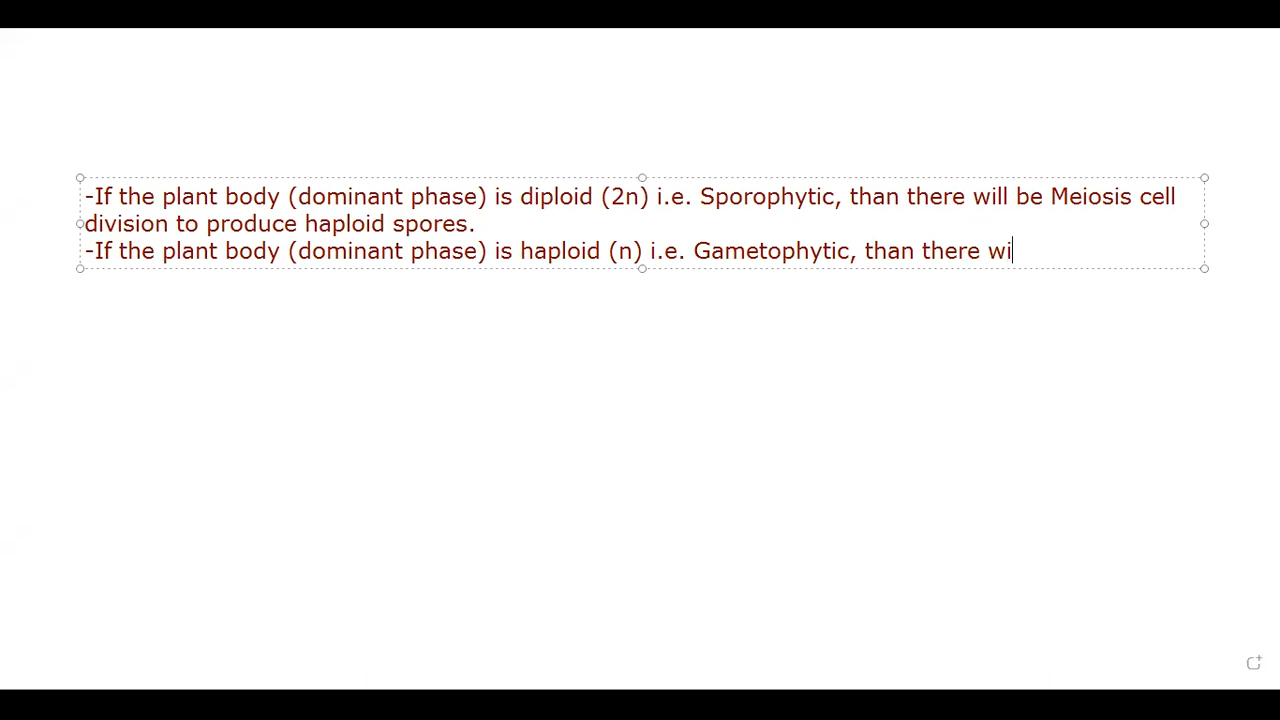 -If the plant body (dominant phase) is diploid (2n) i.e. Sporophytic, than there will be Meiosis cell
division to produce haploid spores.
-If the plant body (dominant phase) is haploid (n) i.e. Gametophytic, than there wi